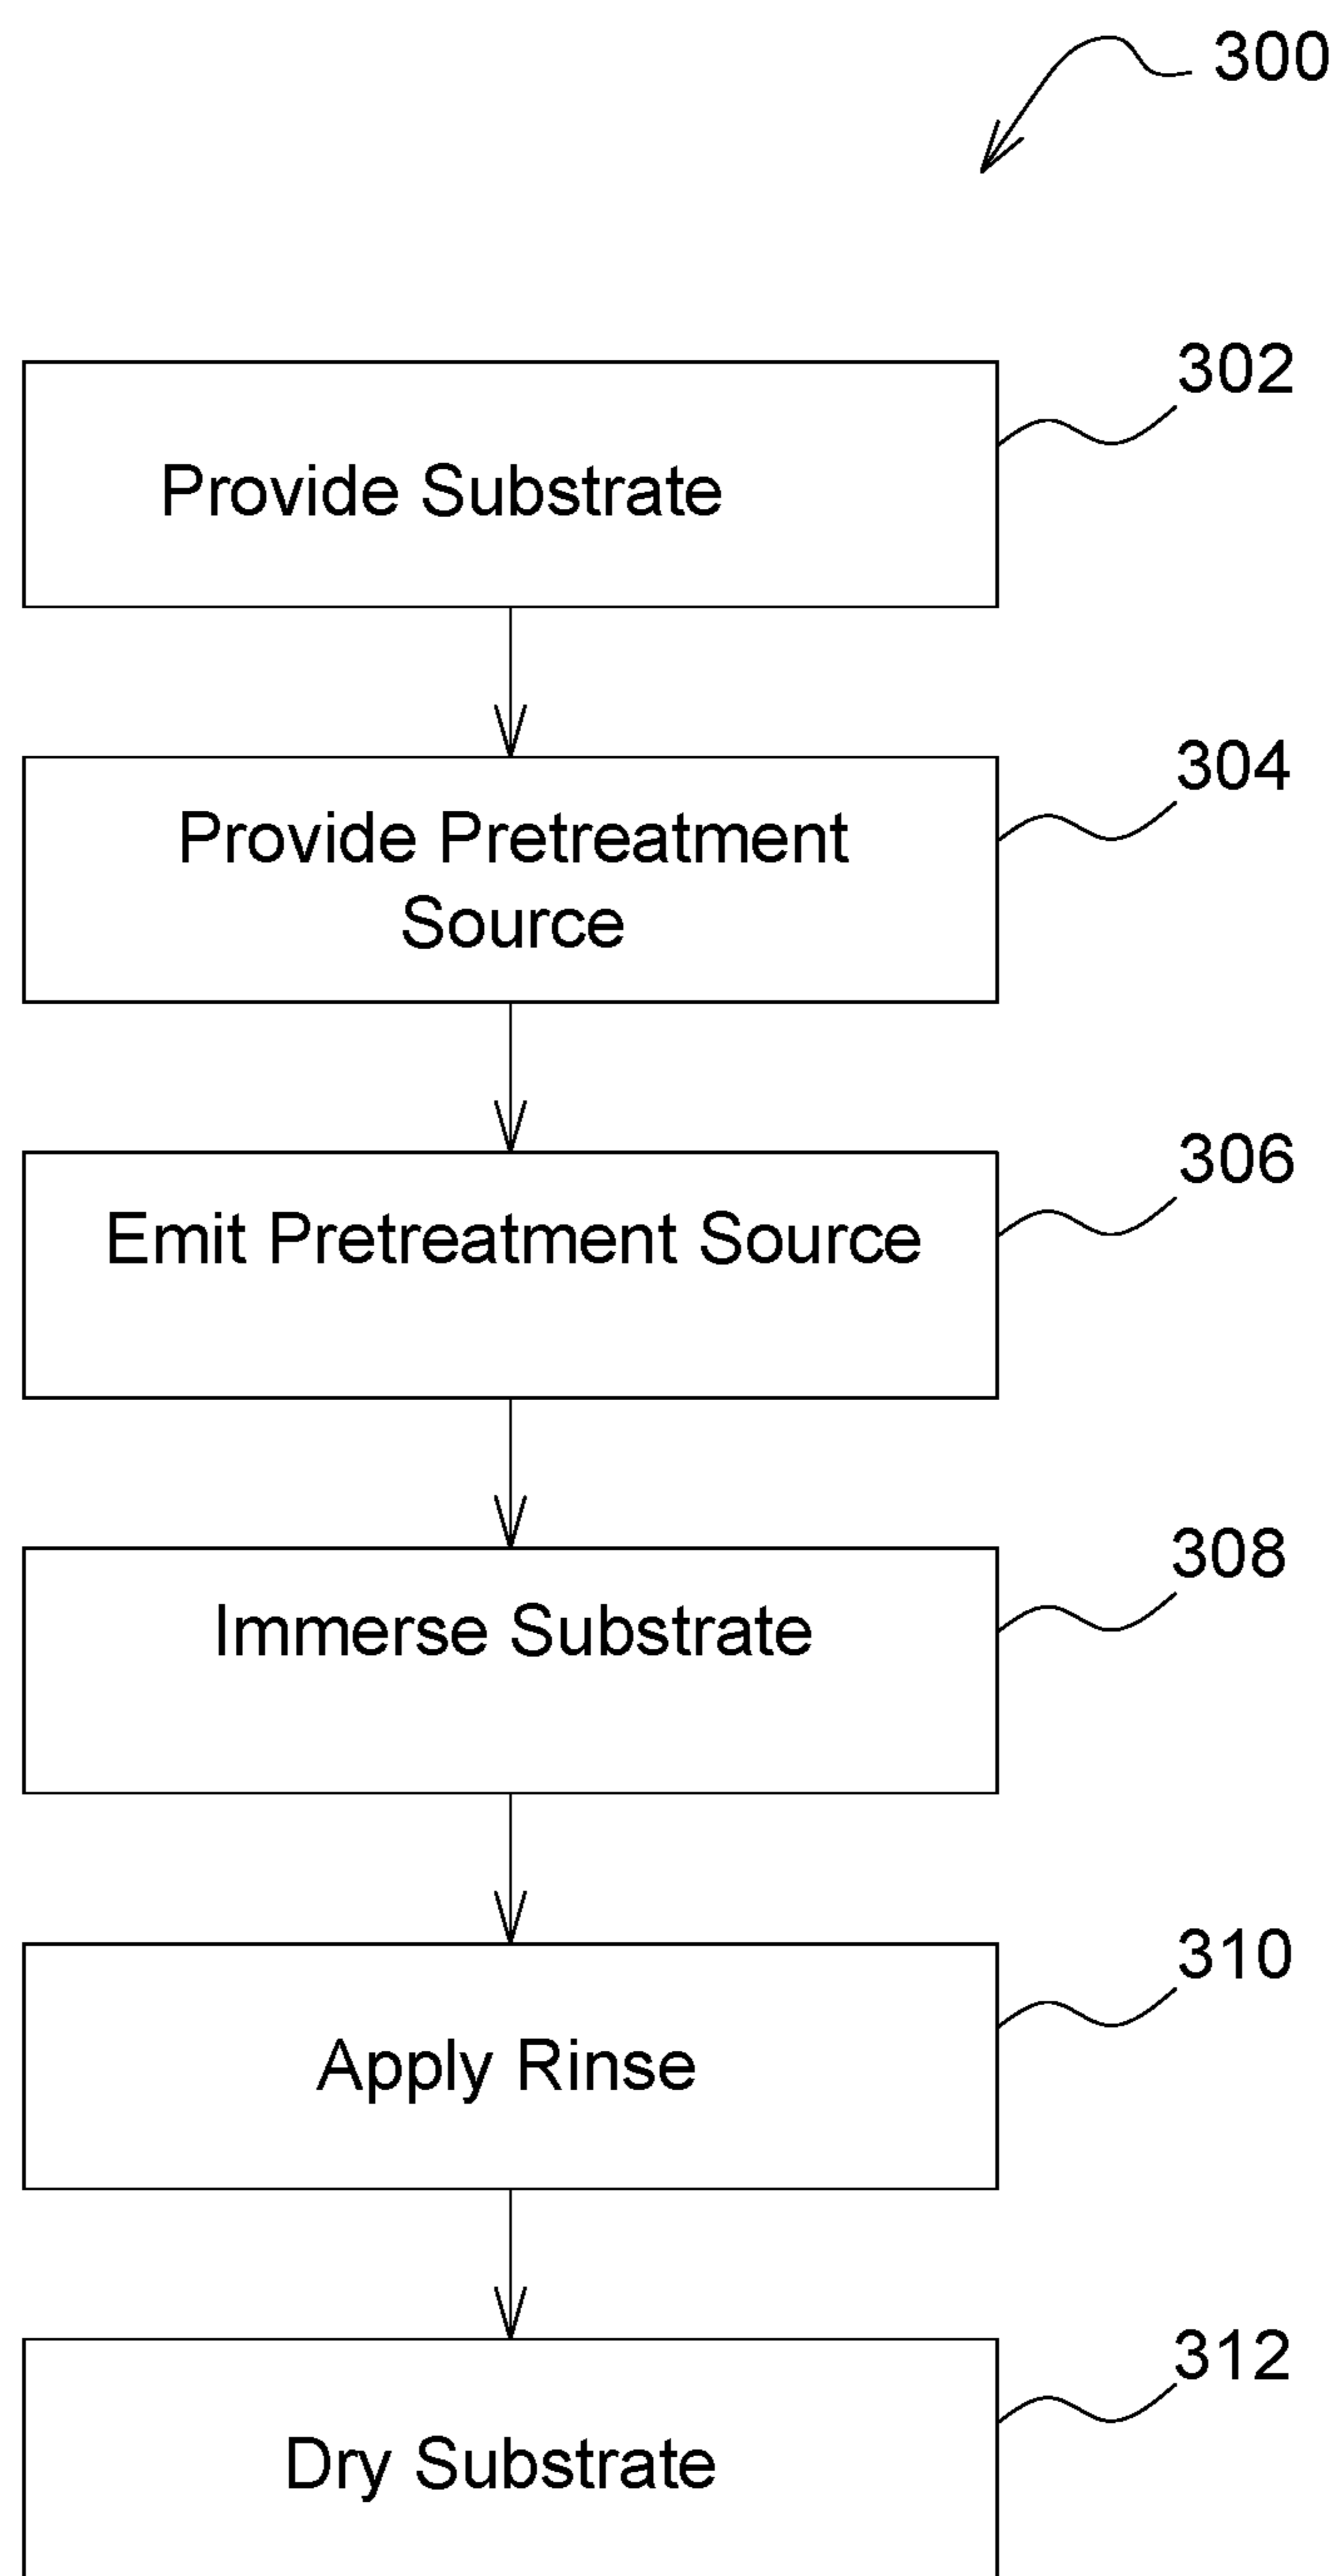 300
302
Provide Substrate
304
Provide Pretreatment
Source
306
Emit Pretreatment Source
308
Immerse Substrate
310
Apply Rinse
312
Dry Substrate